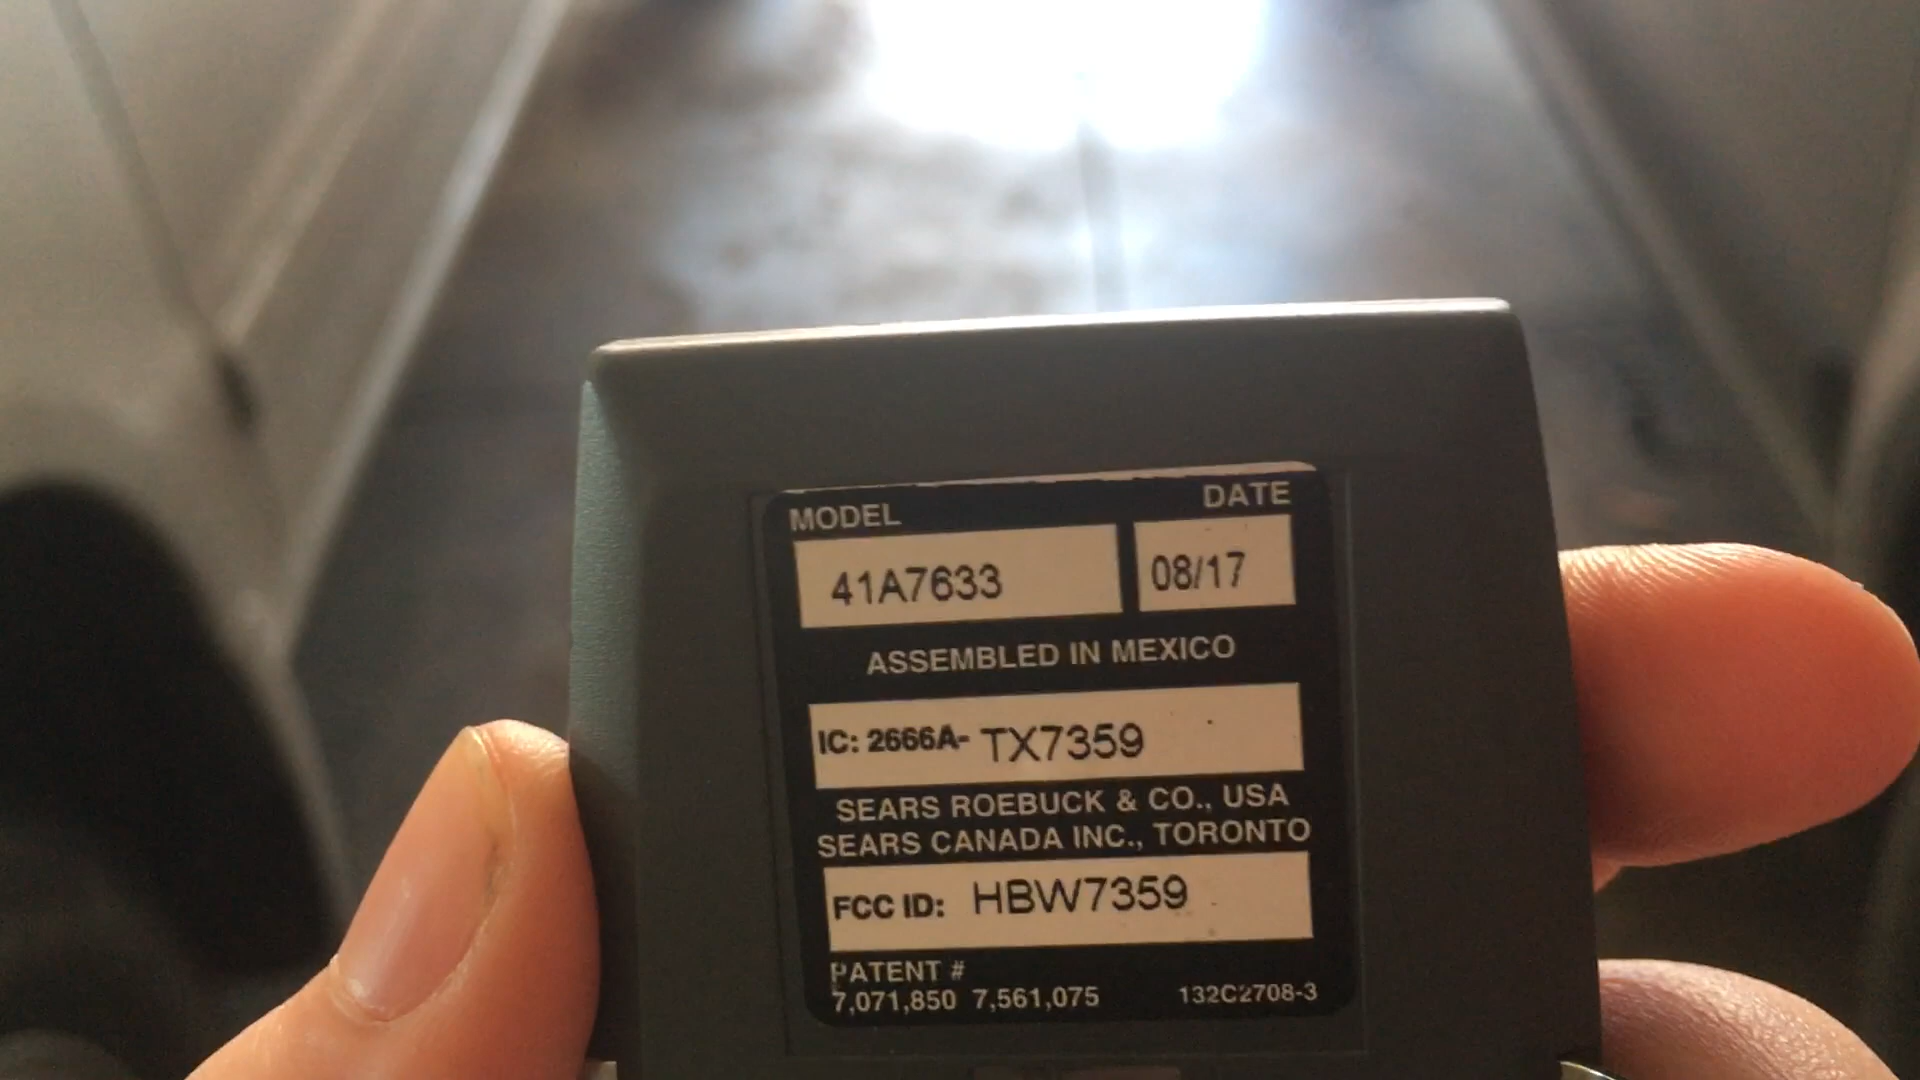 MODEL DATE
41A7633 08/17
ASSEMBLED IN MEXICO
IC: 2666A- TX7359
SEARS ROEBUCK & CO., USA
SEARS CANADA INC., TORONTO
FCC ID: HBW7359
PATENT #
7,071,850 7,561,075 132C2708-3